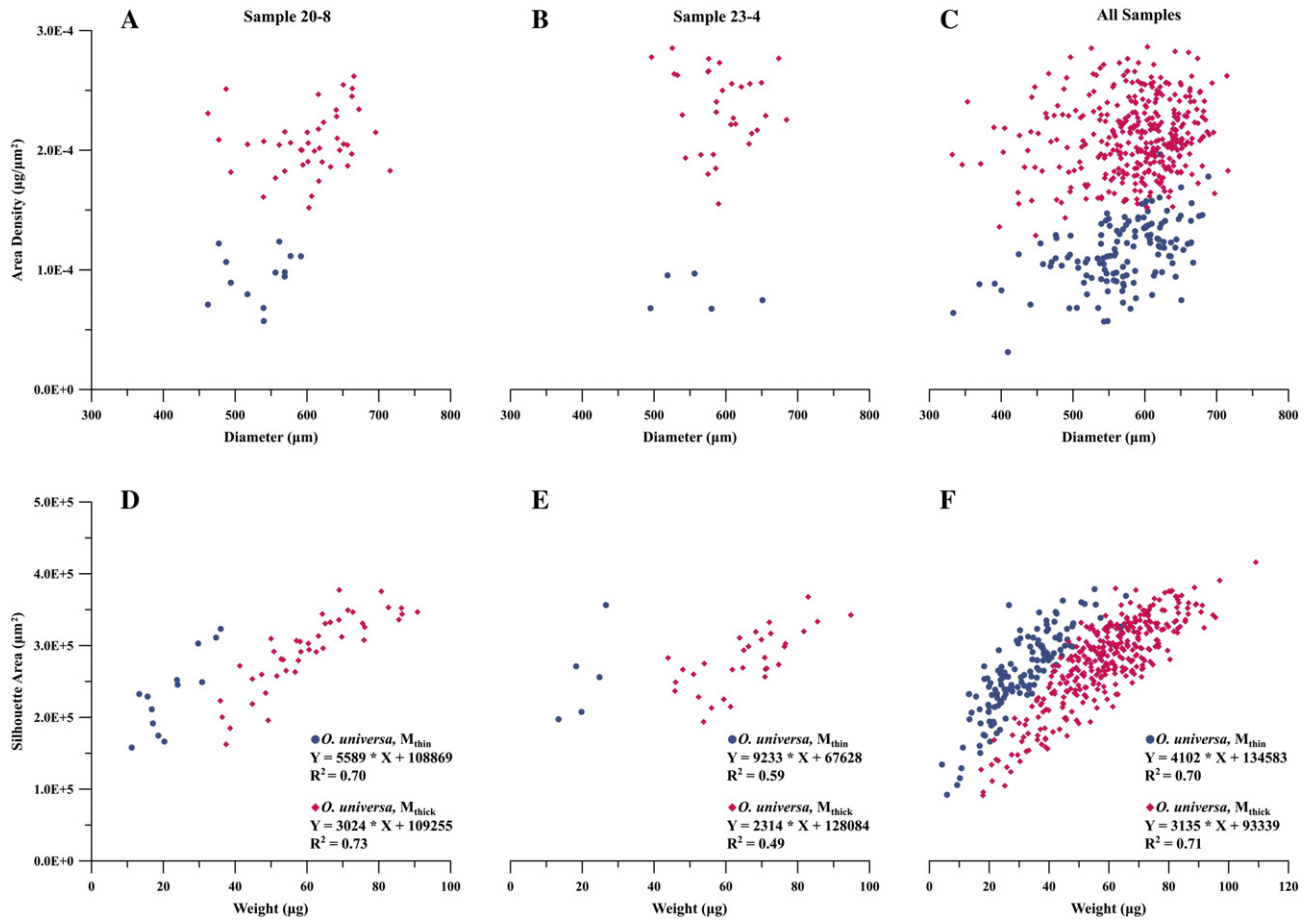 A
Sample 20-8
B
Sample 23-4
C
All Samples
3.0E-4
2.0E-4
1.0E-4
0.0E+0
Area Density (µg/µm²)
300 400 500 600 700 800
300 400 500 600 700 800
300 400 500 600 700 800
Diameter (µm)
Diameter (µm)
Diameter (µm)
D
E
F
5.0E+5
4.0E+5
3.0E+5
2.0E+5
1.0E+5
0.0E+0
Silhouette Area (µm²)
O. universa, Mthin
Y = 5589 * X + 108869
R² = 0.70
O. universa, Mthick
Y = 3024 * X + 109255
R² = 0.73
O. universa, Mthin
Y = 9233 * X + 67628
R² = 0.59
O. universa, Mthick
Y = 2314 * X + 128084
R² = 0.49
O. universa, Mthin
Y = 4102 * X + 134583
R² = 0.70
O. universa, Mthick
Y = 3135 * X + 93339
R² = 0.71
0 20 40 60 80 100
0 20 40 60 80 100
0 20 40 60 80 100 120
Weight (µg)
Weight (µg)
Weight (µg)